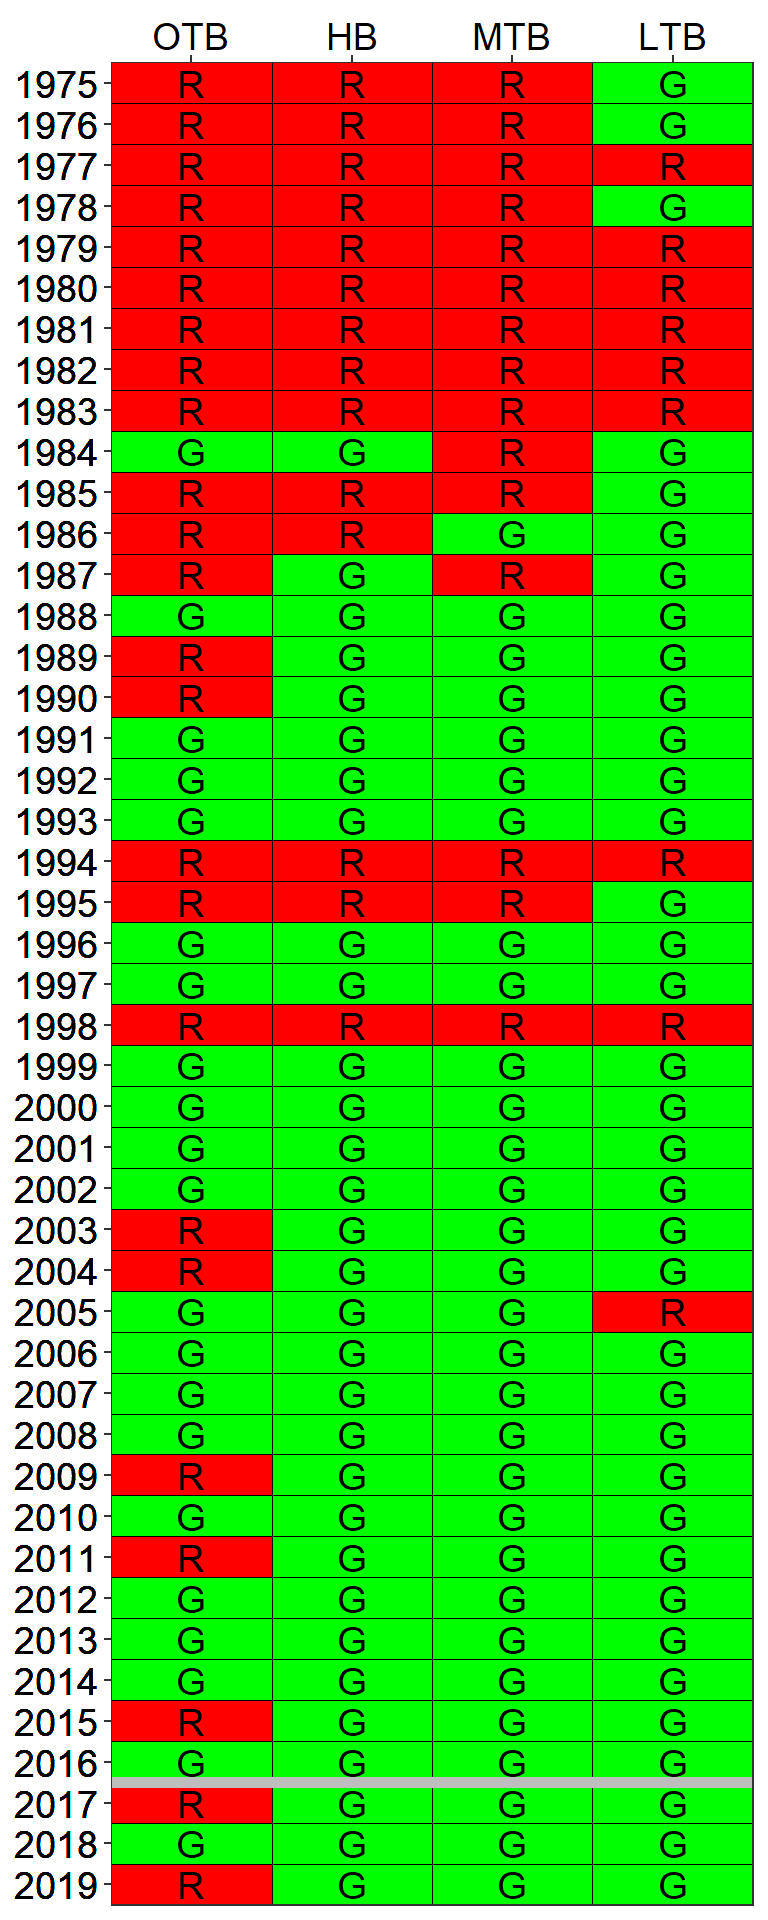 OTB HB MTB LTB
1975 R R R G
1976 R R R G
1977 R R R R
1978 R R R G
1979 R R R R
1980 R R R R
1981 R R R R
1982 R R R R
1983 R R R R
1984 G G R G
1985 R R R G
1986 R R G G
1987 R G R G
1988 G G G G
1989 R G G G
1990 R G G G
1991 G G G G
1992 G G G G
1993 G G G G
1994 R R R R
1995 R R R G
1996 G G G G
1997 G G G G
1998 R R R R
1999 G G G G
2000 G G G G
2001 G G G G
2002 G G G G
2003 R G G G
2004 R G G G
2005 G G G R
2006 G G G G
2007 G G G G
2008 G G G G
2009 R G G G
2010 G G G G
2011 R G G G
2012 G G G G
2013 G G G G
2014 G G G G
2015 R G G G
2016 G G G G
2017 R G G G
2018 G G G G
2019 R G G G